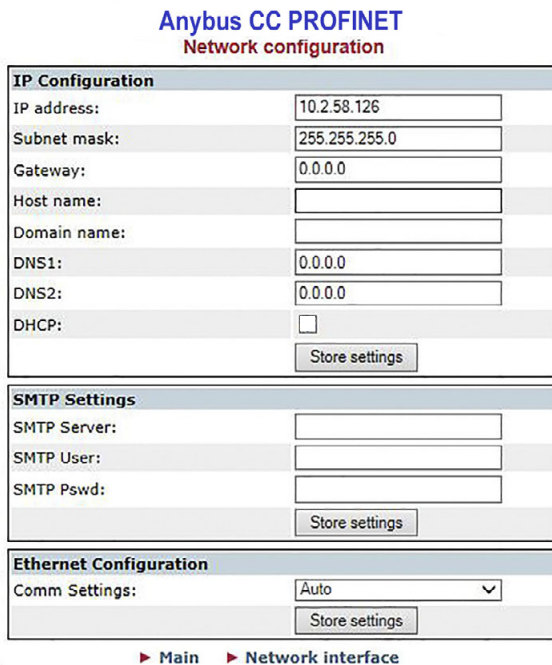 Anybus CC PROFINET
Network configuration
IP Configuration
IP address: 10.2.58.126
Subnet mask: 255.255.255.0
Gateway: 0.0.0.0
Host name:
Domain name:
DNS1: 0.0.0.0
DNS2: 0.0.0.0
DHCP:
Store settings
SMTP Settings
SMTP Server:
SMTP User:
SMTP Pswd:
Store settings
Ethernet Configuration
Comm Settings: Auto
Store settings
Main Network interface